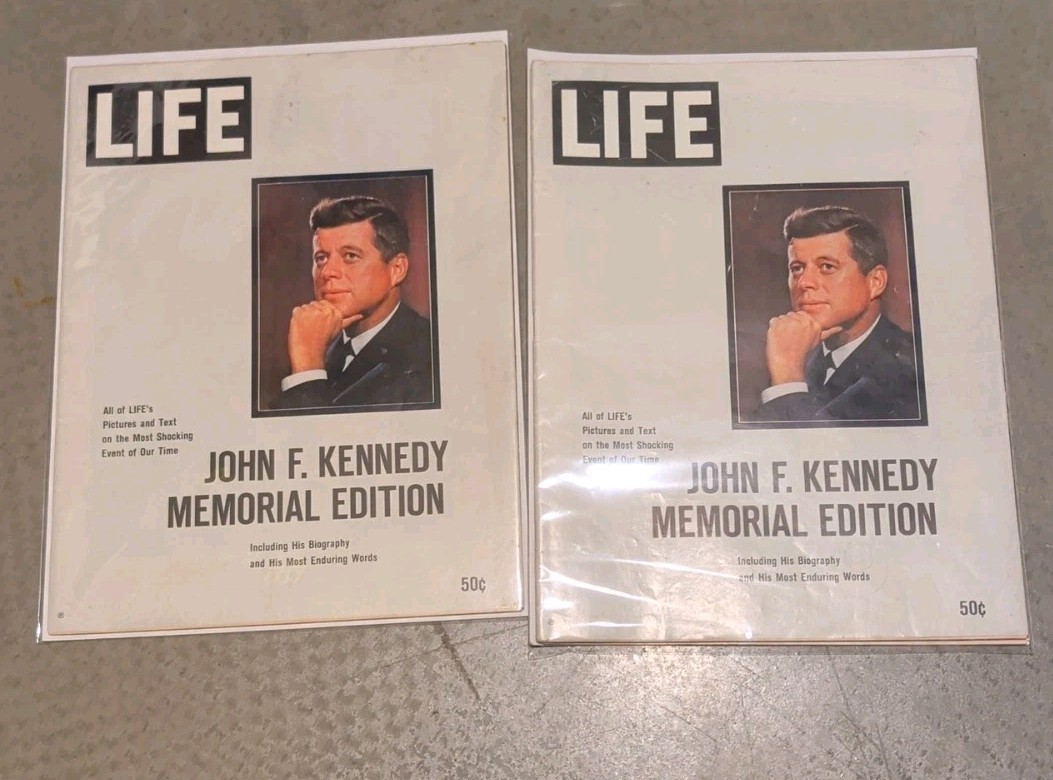 LIFE
All of LIFE's
Pictures and Text
on the Most Shocking
Event of Our Time
JOHN F. KENNEDY
MEMORIAL EDITION
Including His Biography
and His Most Enduring Words
50¢
LIFE
All of LIFE's
Pictures and Text
on the Most Shocking
Event of Our Time
JOHN F. KENNEDY
MEMORIAL EDITION
Including His Biography
and His Most Enduring Words
50¢